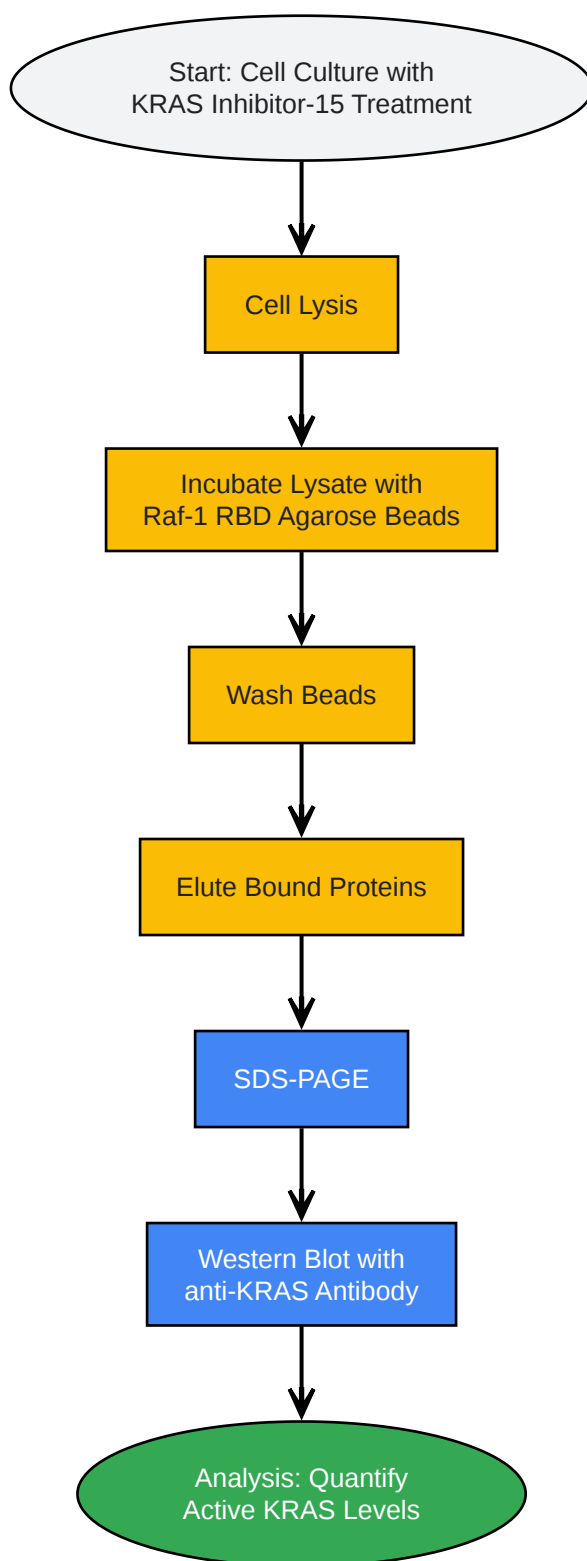 Start: Cell Culture with
KRAS Inhibitor-15 Treatment
Cell Lysis
Incubate Lysate with
Raf-1 RBD Agarose Beads
Wash Beads
Elute Bound Proteins
SDS-PAGE
Western Blot with
anti-KRAS Antibody
Analysis: Quantify
Active KRAS Levels